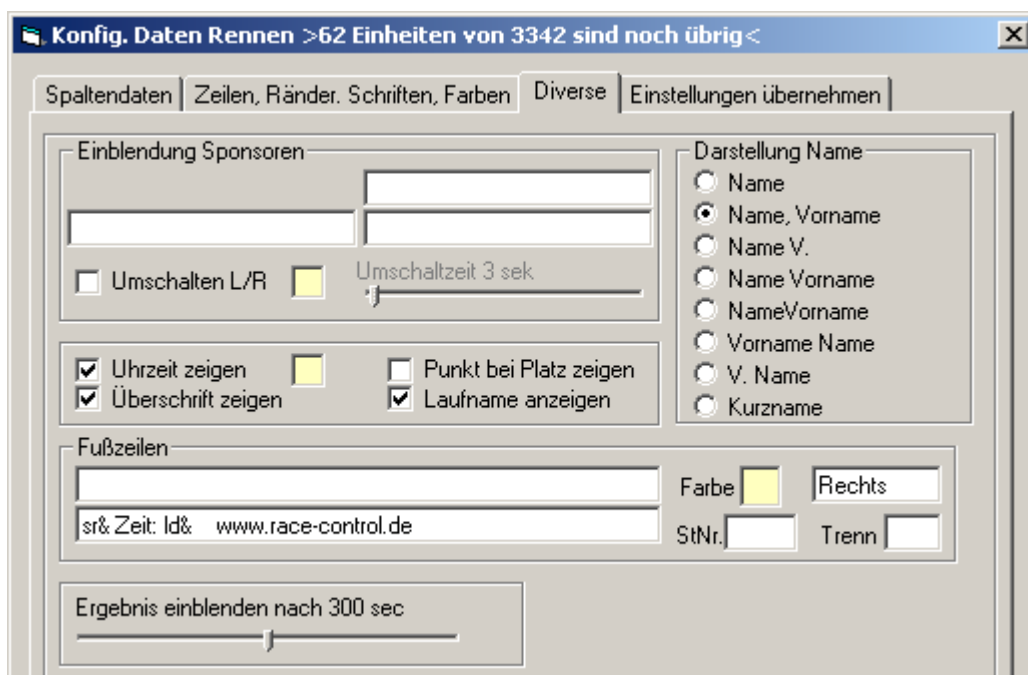 Konfig. Daten Rennen >62 Einheiten von 3342 sind noch übrig<
Spaltendaten
Zeilen, Ränder. Schriften, Farben
Diverse
Einstellungen übernehmen
Einblendung Sponsoren
Umschalten L/R
Umschaltzeit 3 sek
Darstellung Name
Name
Name, Vorname
Name V.
Name Vorname
NameVorname
Vorname Name
V. Name
Kurzname
Uhrzeit zeigen
Punkt bei Platz zeigen
Überschrift zeigen
Laufname anzeigen
Fußzeilen
Farbe
Rechts
sr& Zeit: ld& www.race-control.de
StNr.
Trenn
Ergebnis einblenden nach 300 sec